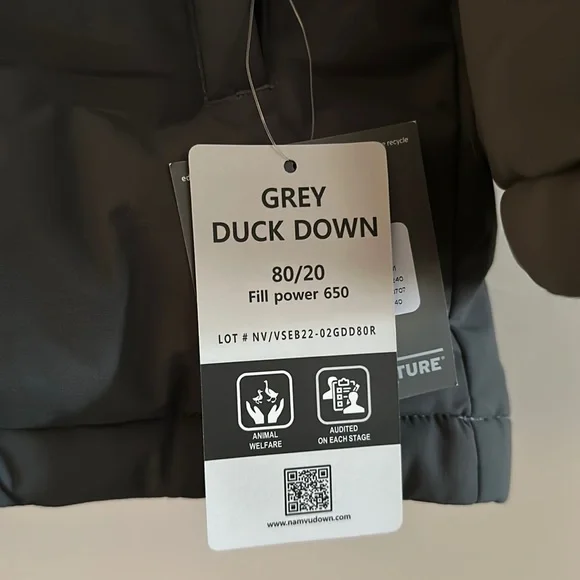 recycle
GREY
DUCK DOWN
80/20
Fill power 650
LOT # NV/VSEB22-02GDD80R
ANIMAL
WELFARE
AUDITED
ON EACH STAGE
www.namvudown.com
TURE